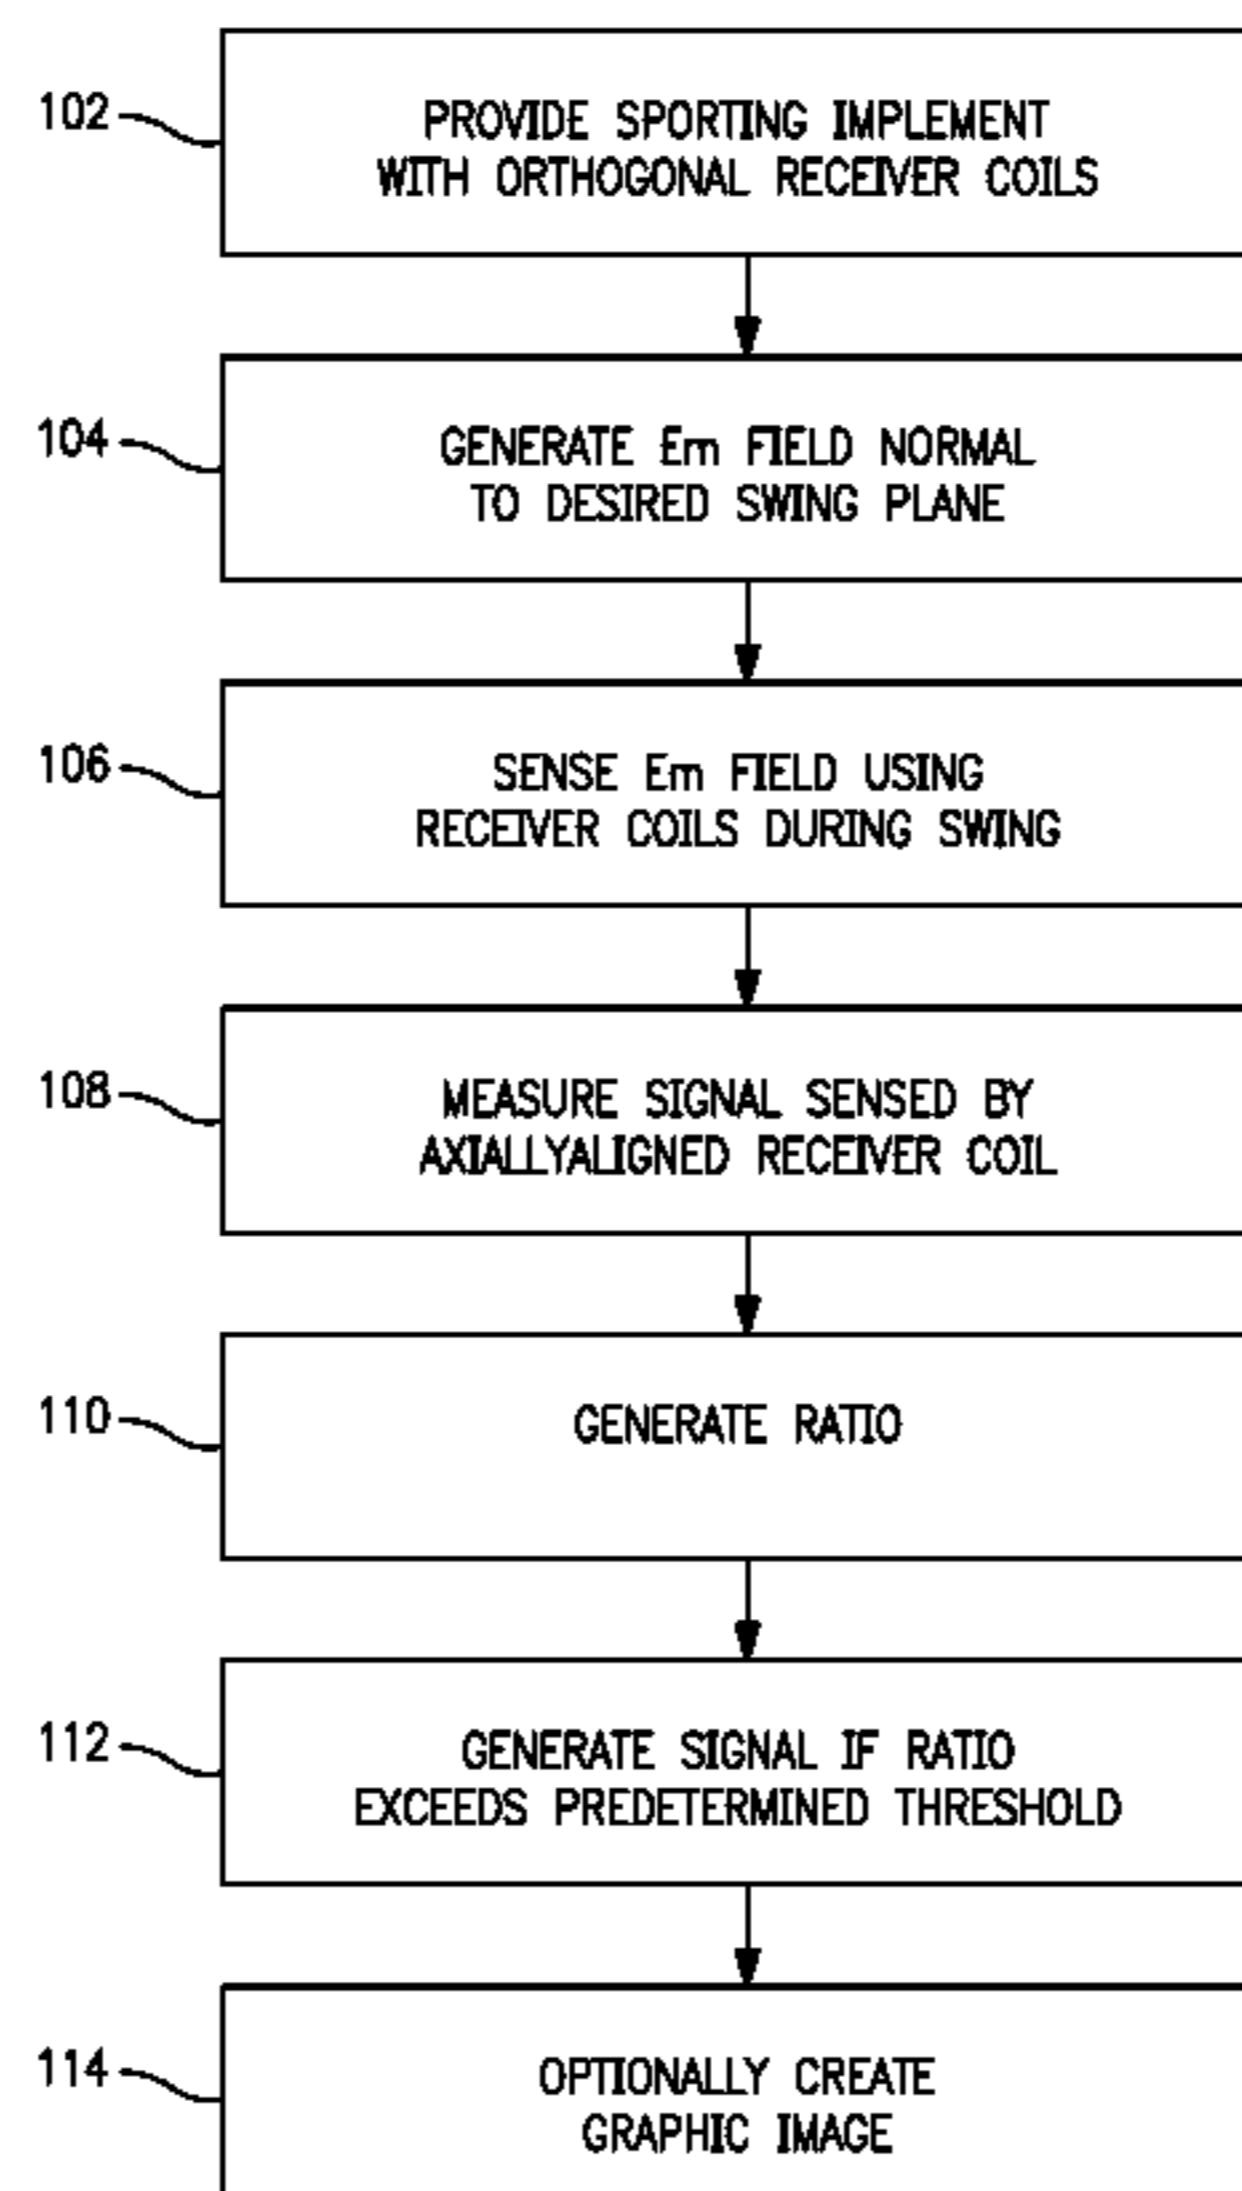 102
PROVIDE SPORTING IMPLEMENT
WITH ORTHOGONAL RECEIVER COILS
104
GENERATE Em FIELD NORMAL
TO DESIRED SWING PLANE
106
SENSE Em FIELD USING
RECEIVER COILS DURING SWING
108
MEASURE SIGNAL SENSED BY
AXIALLYALIGNED RECEIVER COIL
110
GENERATE RATIO
112
GENERATE SIGNAL IF RATIO
EXCEEDS PREDETERMINED THRESHOLD
114
OPTIONALLY CREATE
GRAPHIC IMAGE